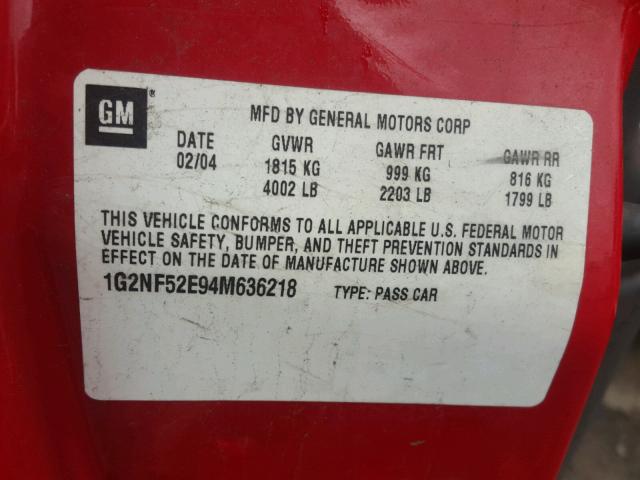 GM ®
MFD BY GENERAL MOTORS CORP
DATE GVWR GAWR FRT GAWR RR
02/04 1815 KG 999 KG 816 KG
4002 LB 2203 LB 1799 LB
THIS VEHICLE CONFORMS TO ALL APPLICABLE U.S. FEDERAL MOTOR
VEHICLE SAFETY, BUMPER, AND THEFT PREVENTION STANDARDS IN
EFFECT ON THE DATE OF MANUFACTURE SHOWN ABOVE.
1G2NF52E94M636218 TYPE: PASS CAR